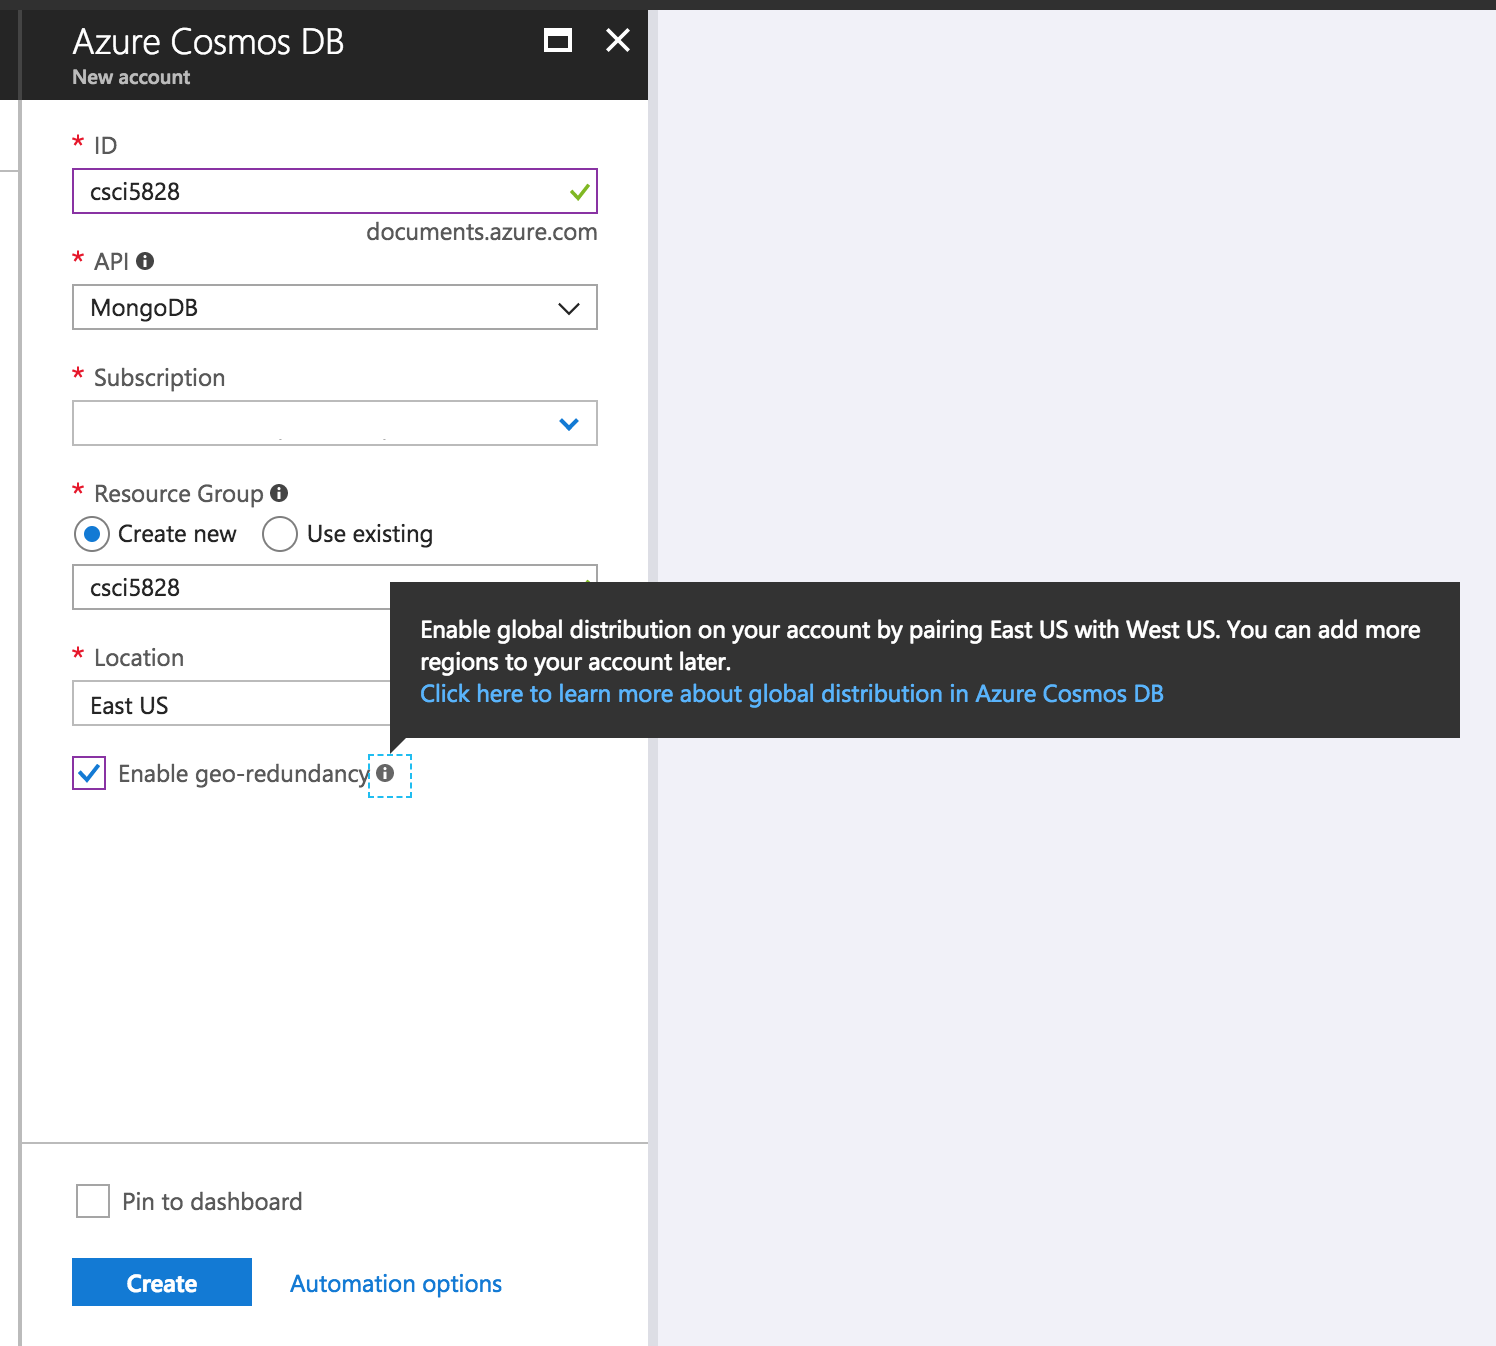 Azure Cosmos DB
New account
* ID
csci5828
documents.azure.com
* API
MongoDB
* Subscription
* Resource Group
Create new Use existing
csci5828
Enable global distribution on your account by pairing East US with West US. You can add more
regions to your account later.
Click here to learn more about global distribution in Azure Cosmos DB
* Location
East US
Enable geo-redundancy
Pin to dashboard
Create Automation options